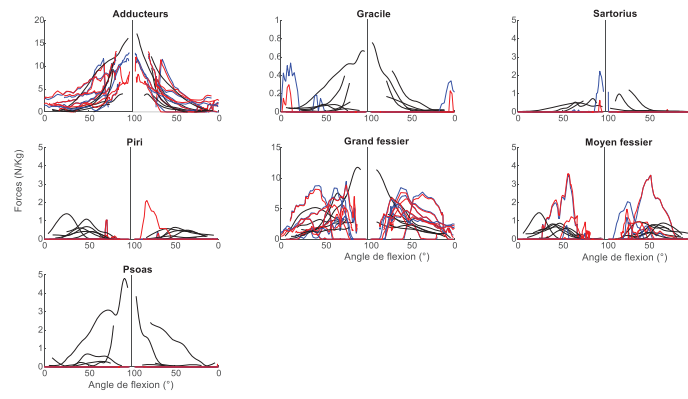 Adducteurs
Gracile
Sartorius
20
15
10
5
0
0 50 100 50 0
1
0.8
0.6
0.4
0.2
0
0 50 100 50 0
5
4
3
2
1
0
0 50 100 50
Piri
Grand fessier
Moyen fessier
Forces (N/Kg)
5
4
3
2
1
0
0 50 100 50 0
15
10
5
0
0 50 100 50 0
Angle de flexion (°)
5
4
3
2
1
0
0 50 100 50
Angle de flexion (°)
Psoas
5
4
3
2
1
0
0 50 100 50 0
Angle de flexion (°)